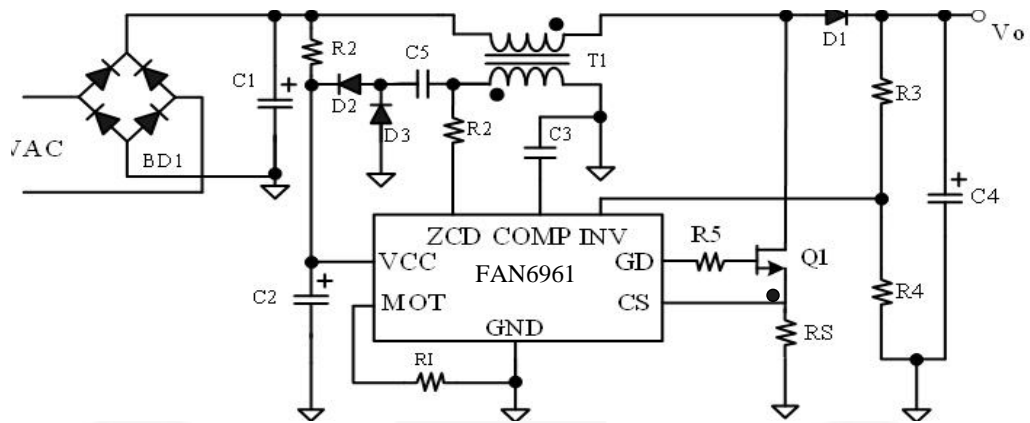 Vo
D1
T1
R2
C5
C1
D2
D3
R2
C3
R3
VAC
BD1
C4
ZCD COMP INV
R5
Q1
VCC
FAN6961
GD
C2
MOT
CS
R4
GND
RS
RI